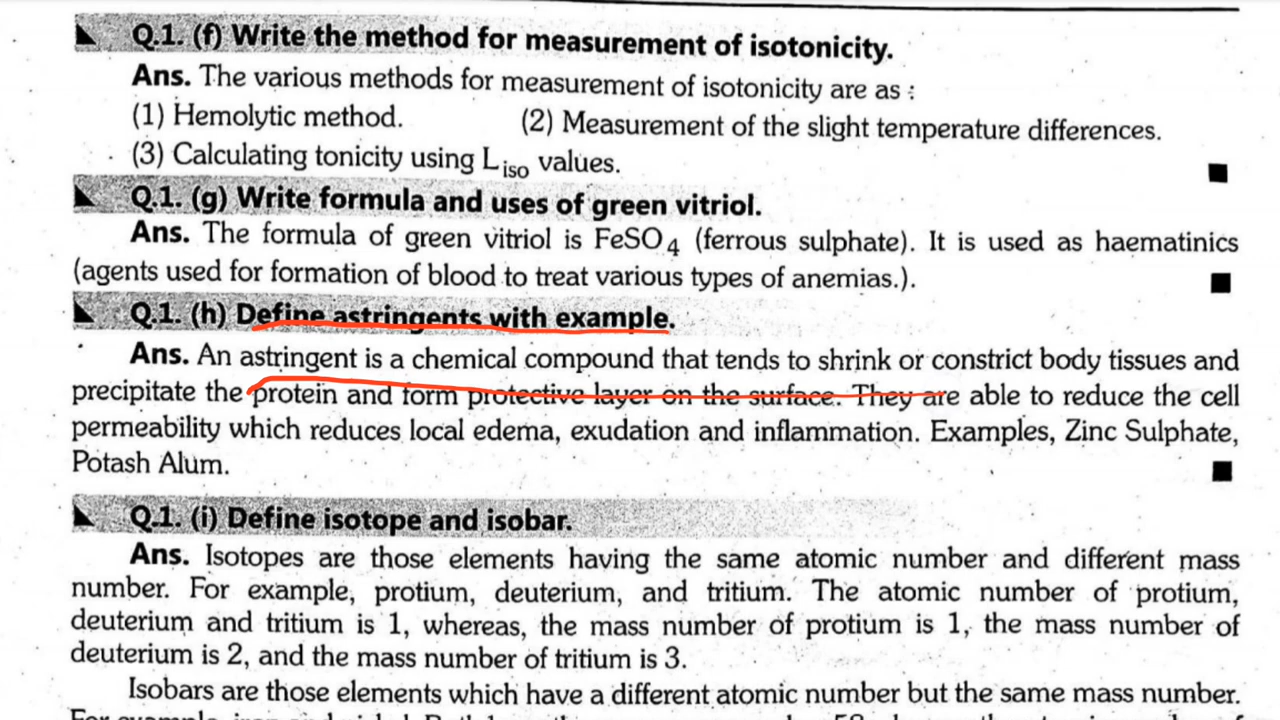 Q.1. (f) Write the method for measurement of isotonicity.
Ans. The various methods for measurement of isotonicity are as :
(1) Hemolytic method. (2) Measurement of the slight temperature differences.
(3) Calculating tonicity using Liso values.
Q.1. (g) Write formula and uses of green vitriol.
Ans. The formula of green vitriol is FeSO4 (ferrous sulphate). It is used as haematinics
(agents used for formation of blood to treat various types of anemias.).
Q.1. (h) Define astringents with example.
Ans. An astringent is a chemical compound that tends to shrink or constrict body tissues and
precipitate the protein and form protective layer on the surface. They are able to reduce the cell
permeability which reduces local edema, exudation and inflammation. Examples, Zinc Sulphate,
Potash Alum.
Q.1. (i) Define isotope and isobar.
Ans. Isotopes are those elements having the same atomic number and different mass
number. For example, protium, deuterium, and tritium. The atomic number of protium,
deuterium and tritium is 1, whereas, the mass number of protium is 1, the mass number of
deuterium is 2, and the mass number of tritium is 3.
Isobars are those elements which have a different atomic number but the same mass number.
For example,